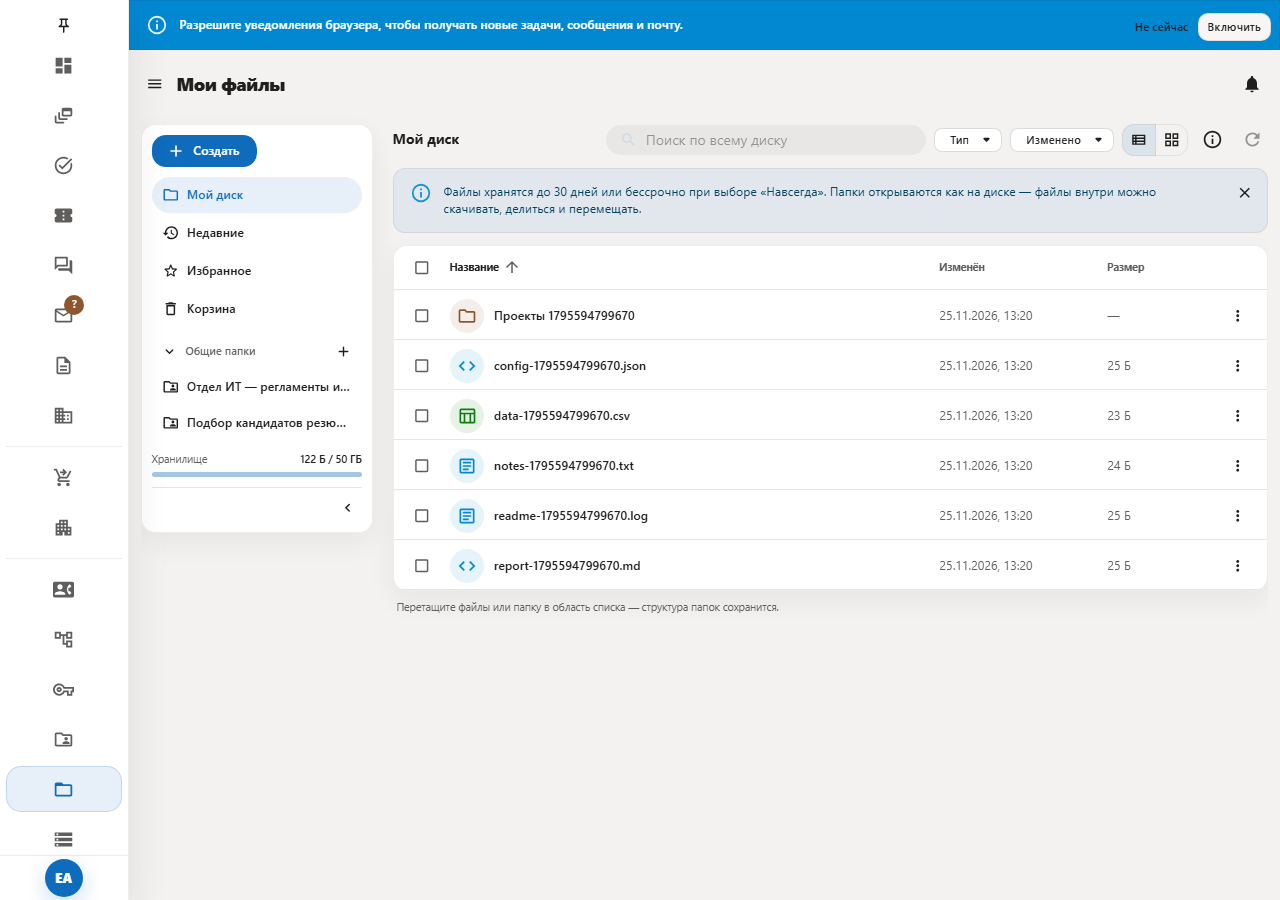 Разрешите уведомления браузера, чтобы получать новые задачи, сообщения и почту.
Не сейчас
Включить
Мои файлы
?
Создать
Мой диск
Недавние
Избранное
Корзина
Общие папки
Отдел ИТ — регламенты и...
Подбор кандидатов резю...
Хранилище 122 Б / 50 ГБ
Мой диск
Поиск по всему диску
Тип
Изменено
Файлы хранятся до 30 дней или бессрочно при выборе «Навсегда». Папки открываются как на диске — файлы внутри можно
скачивать, делиться и перемещать.
Название Изменён Размер
Проекты 1795594799670 25.11.2026, 13:20 —
config-1795594799670.json 25.11.2026, 13:20 25 Б
data-1795594799670.csv 25.11.2026, 13:20 23 Б
notes-1795594799670.txt 25.11.2026, 13:20 24 Б
readme-1795594799670.log 25.11.2026, 13:20 25 Б
report-1795594799670.md 25.11.2026, 13:20 25 Б
Перетащите файлы или папку в область списка — структура папок сохранится.
EA